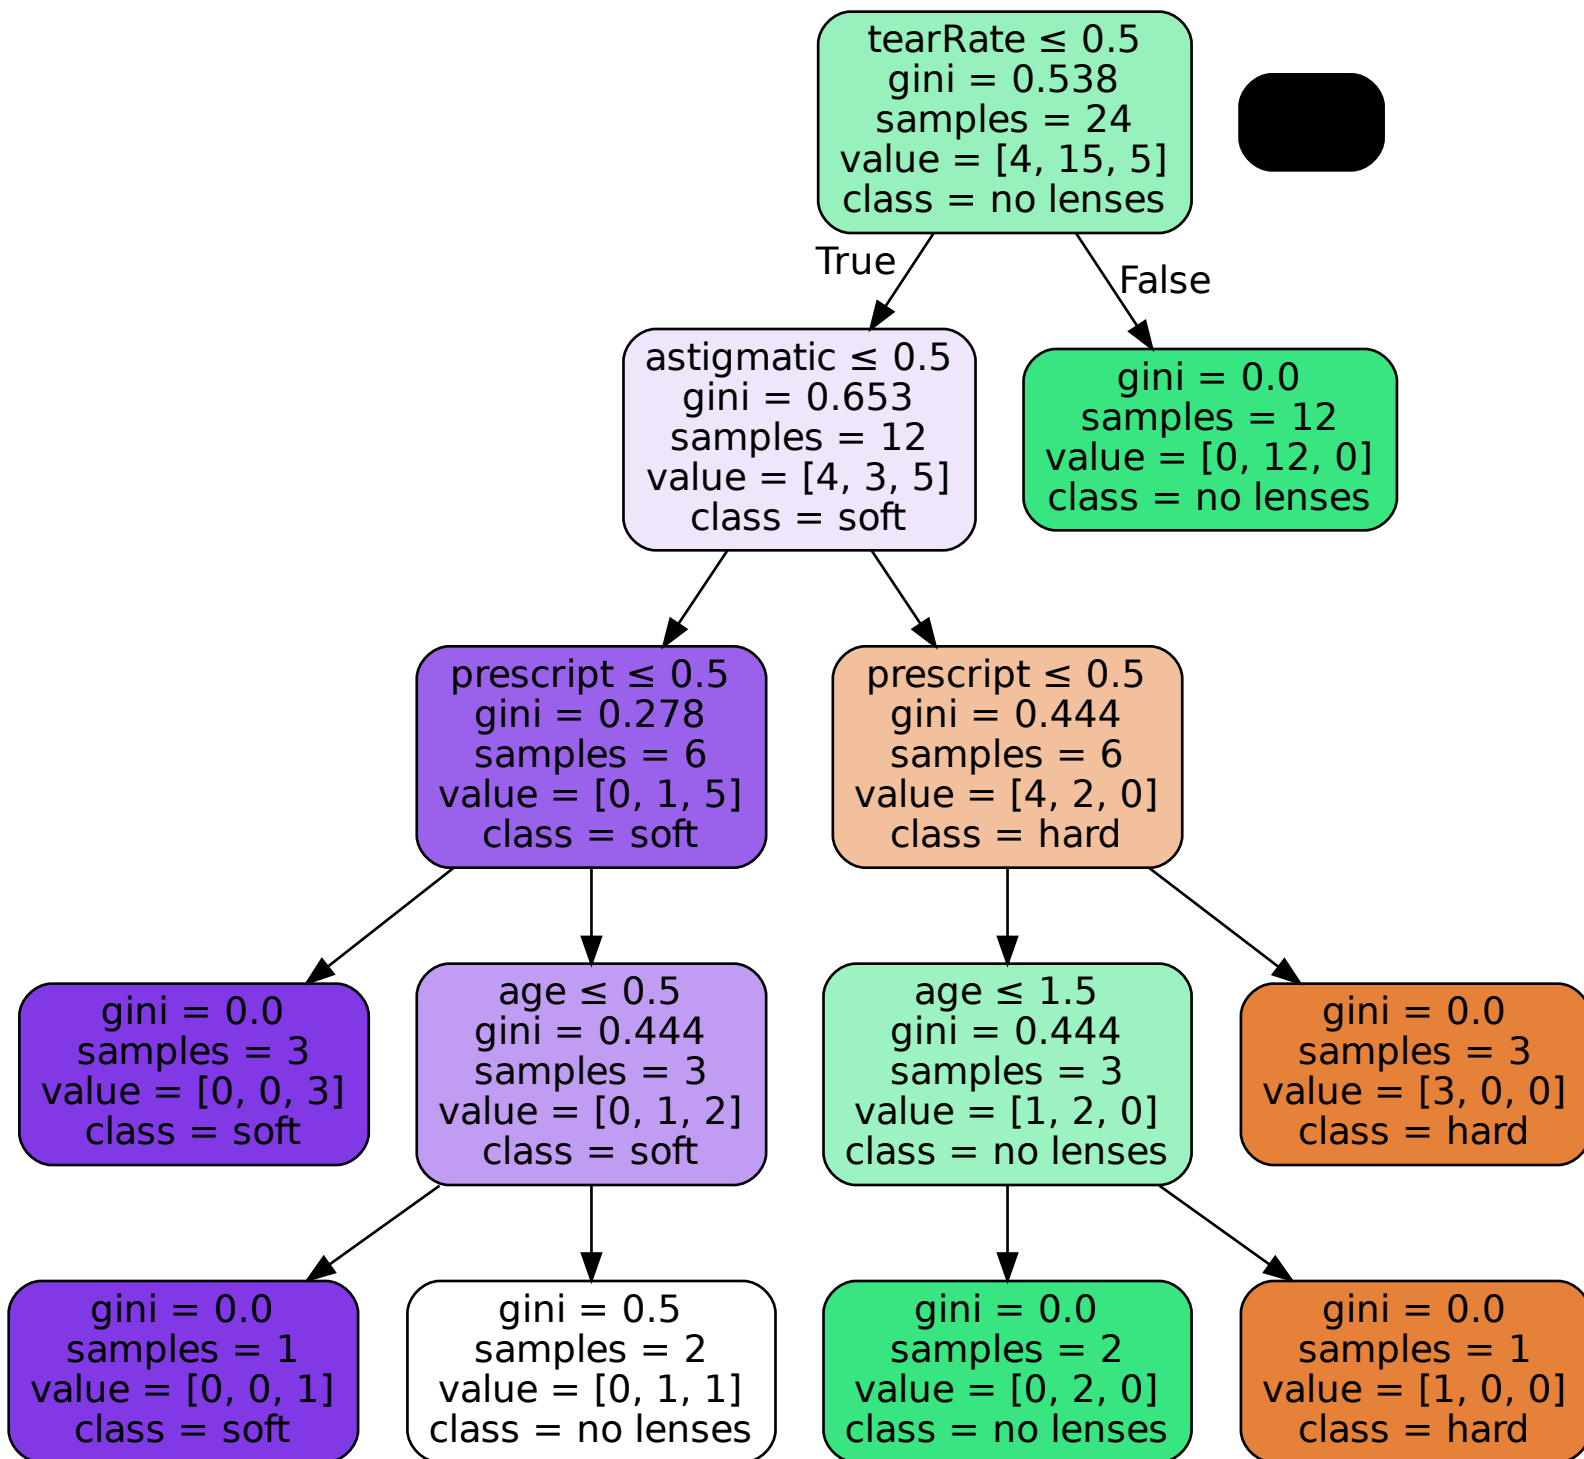 tearRate ≤ 0.5
gini = 0.538
samples = 24
value = [4, 15, 5]
class = no lenses
True
False
astigmatic ≤ 0.5
gini = 0.653
samples = 12
value = [4, 3, 5]
class = soft
gini = 0.0
samples = 12
value = [0, 12, 0]
class = no lenses
prescript ≤ 0.5
gini = 0.278
samples = 6
value = [0, 1, 5]
class = soft
prescript ≤ 0.5
gini = 0.444
samples = 6
value = [4, 2, 0]
class = hard
gini = 0.0
samples = 3
value = [0, 0, 3]
class = soft
age ≤ 0.5
gini = 0.444
samples = 3
value = [0, 1, 2]
class = soft
age ≤ 1.5
gini = 0.444
samples = 3
value = [1, 2, 0]
class = no lenses
gini = 0.0
samples = 3
value = [3, 0, 0]
class = hard
gini = 0.0
samples = 1
value = [0, 0, 1]
class = soft
gini = 0.5
samples = 2
value = [0, 1, 1]
class = no lenses
gini = 0.0
samples = 2
value = [0, 2, 0]
class = no lenses
gini = 0.0
samples = 1
value = [1, 0, 0]
class = hard